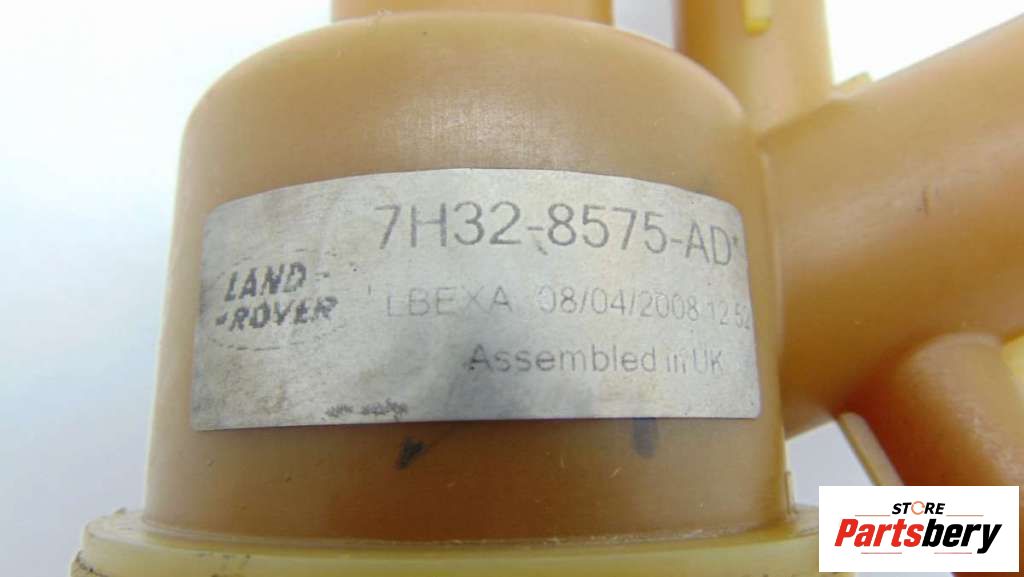 7H32-8575-AD*
LAND
-ROVER
LBEXA 08/04/2008 12 52
Assembled in UK
STORE
Partsbery